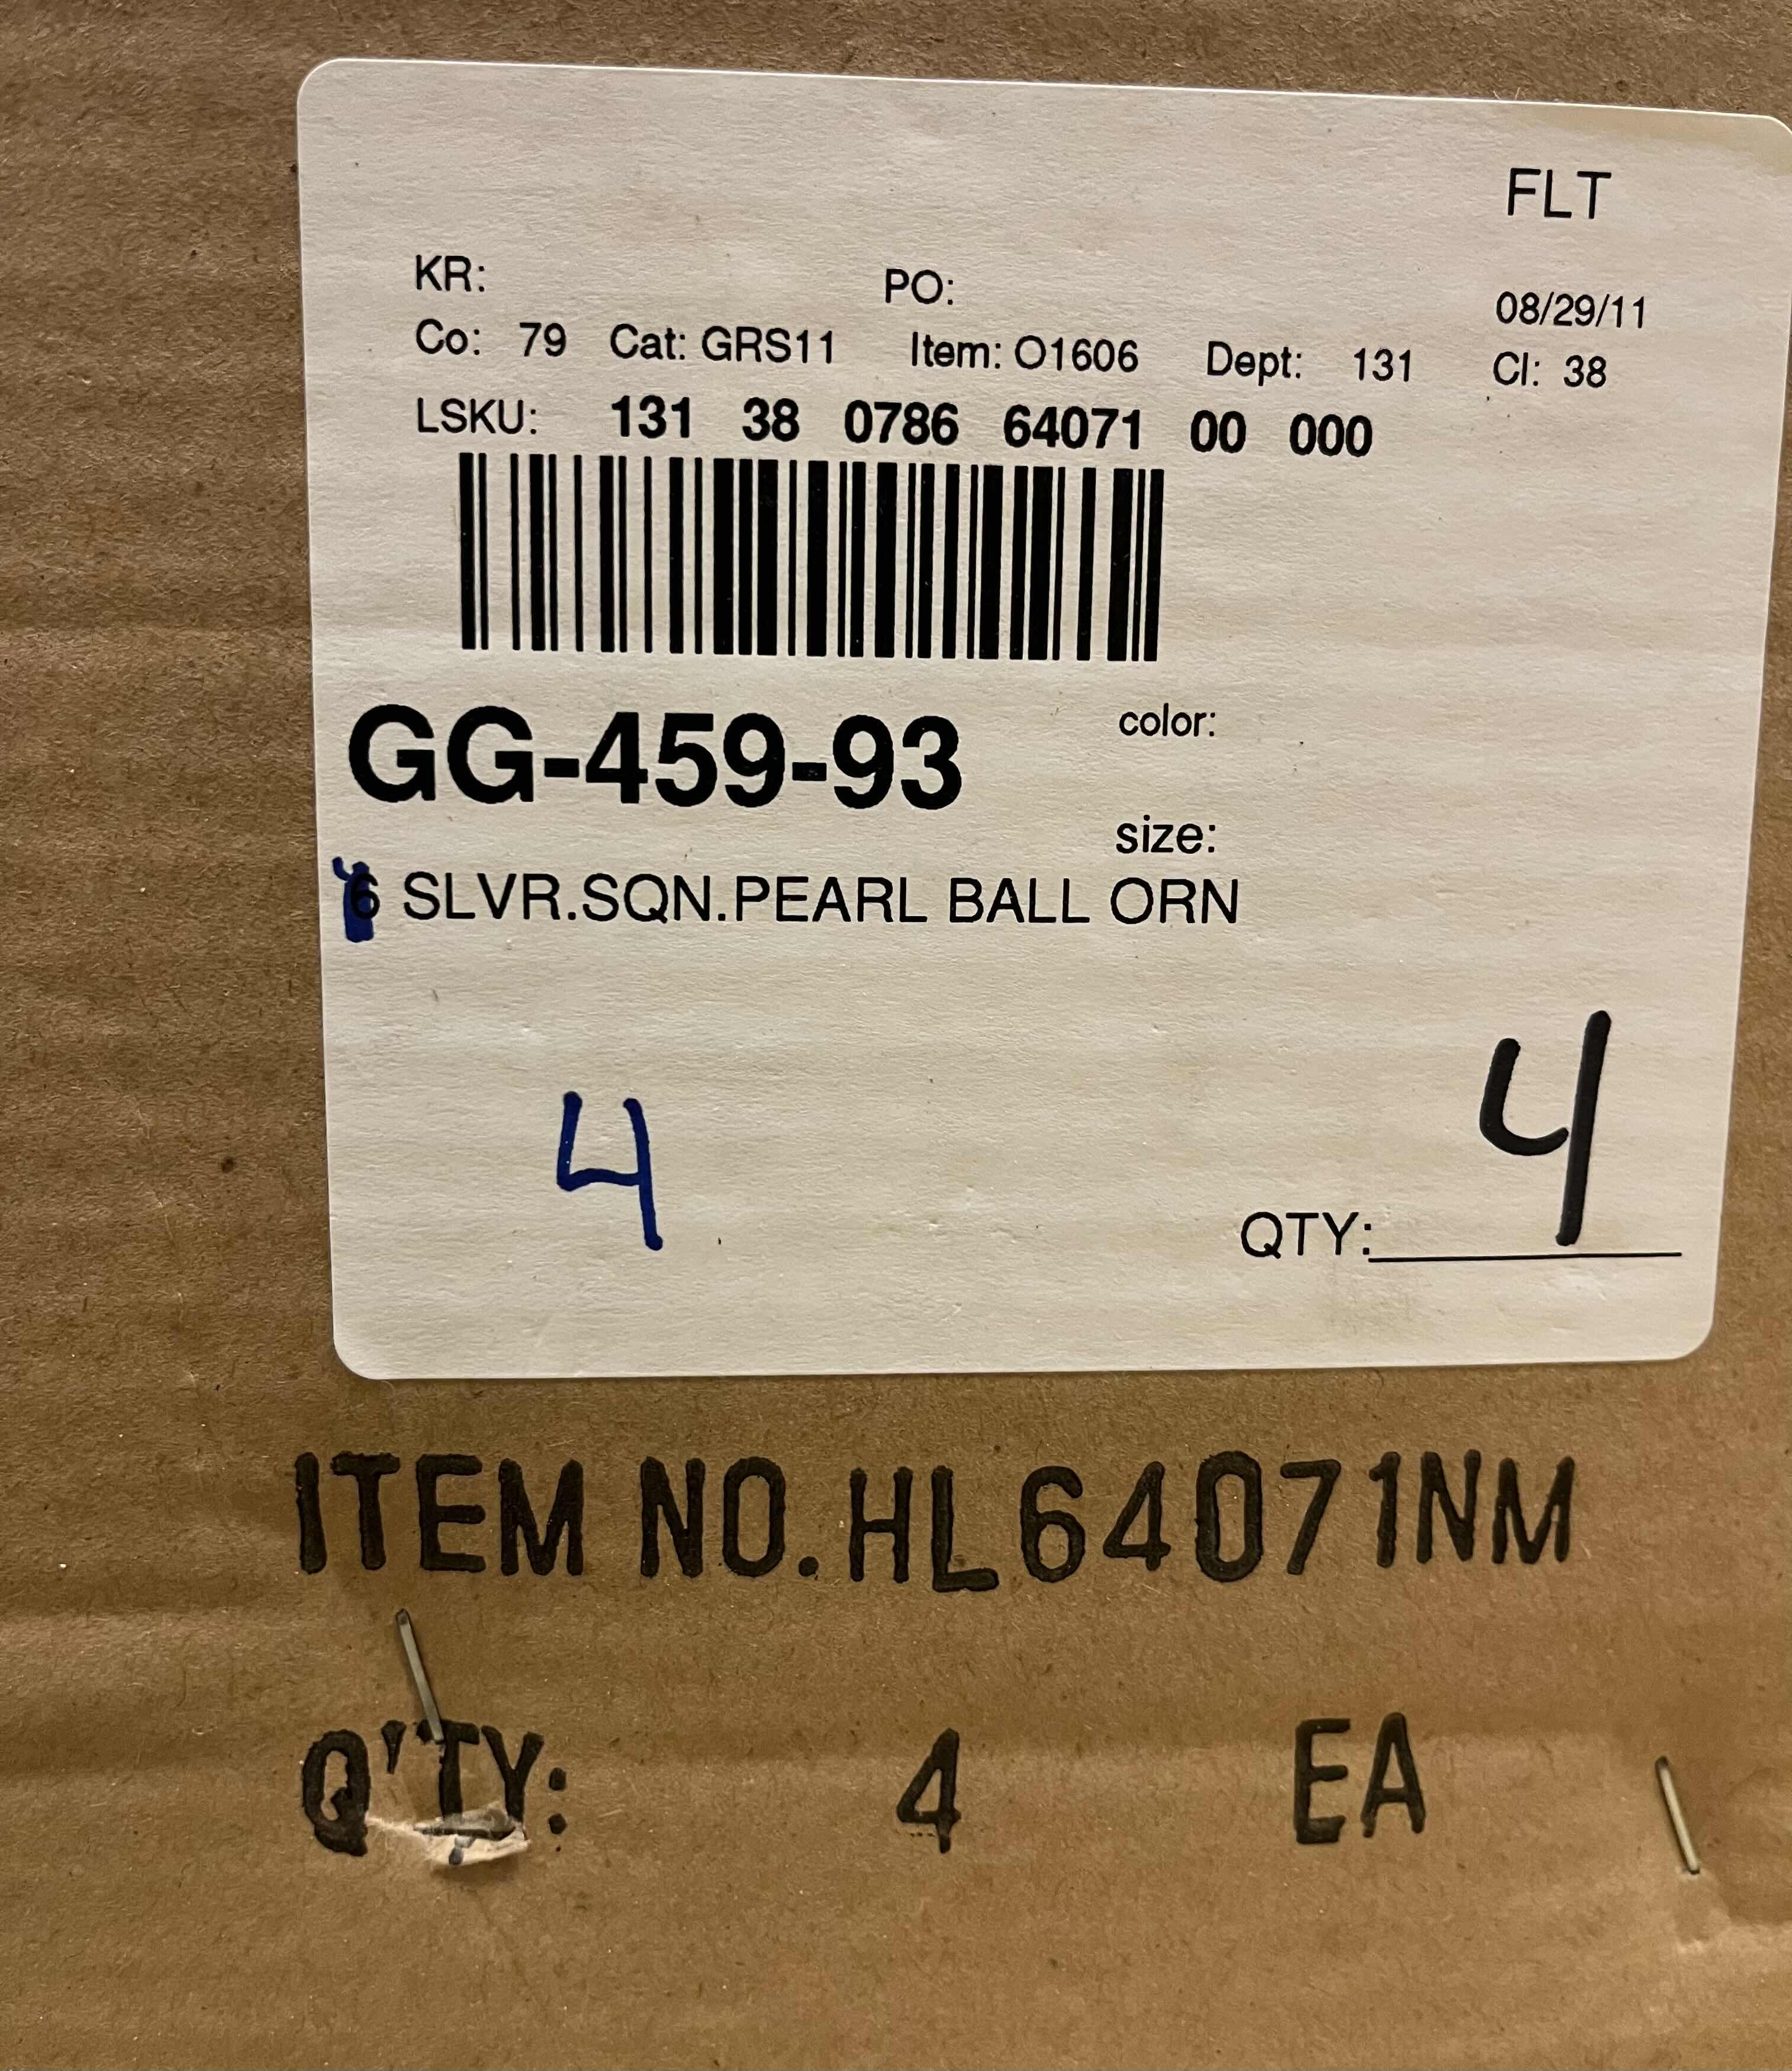 FLT
KR: PO: 08/29/11
Co: 79 Cat: GRS11 Item: O1606 Dept: 131 Cl: 38
LSKU: 131 38 0786 64071 00 000
GG-459-93 color:
size:
6 SLVR.SQN.PEARL BALL ORN
4
QTY: 4
ITEM NO.HL64071NM
Q'TY: 4 EA